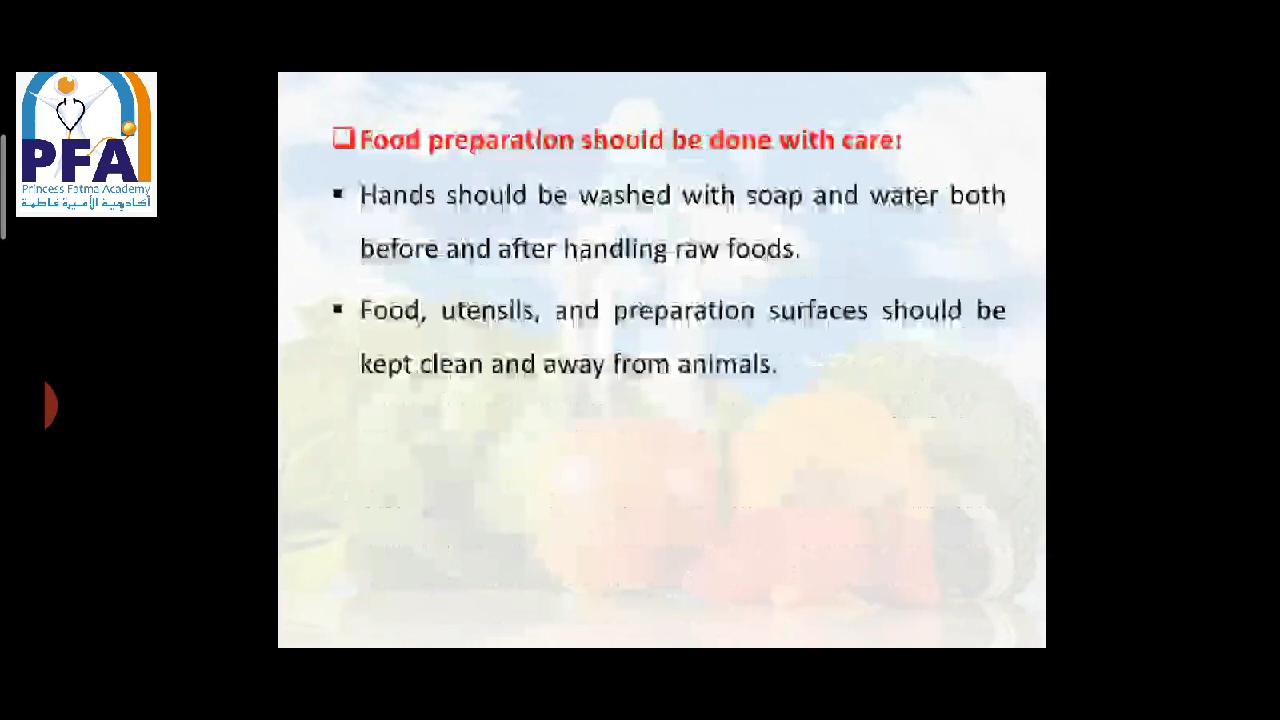 PFA
Princess Fatma Academy
أكاديمية الأميرة فاطمة
❑Food preparation should be done with care:
▪ Hands should be washed with soap and water both
before and after handling raw foods.
▪ Food, utensils, and preparation surfaces should be
kept clean and away from animals.